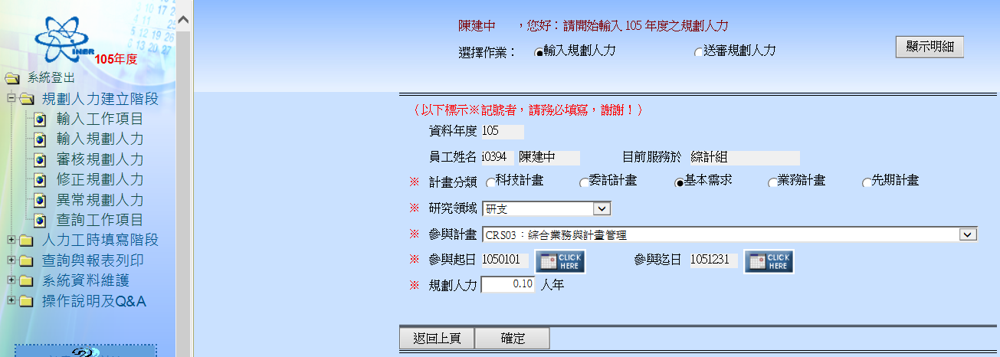 INER
105年度
系統登出
規劃人力建立階段
輸入工作項目
輸入規劃人力
審核規劃人力
修正規劃人力
異常規劃人力
查詢工作項目
人力工時填寫階段
查詢與報表列印
系統資料維護
操作說明及Q&A
陳建中 ，您好：請開始輸入 105 年度之規劃人力
選擇作業： 輸入規劃人力 送審規劃人力 顯示明細
（以下標示※記號者，請務必填寫，謝謝！）
資料年度 105
員工姓名 i0394 陳建中 目前服務於 綜計組
※ 計畫分類 科技計畫 委託計畫 基本需求 業務計畫 先期計畫
※ 研究領域 研支
※ 參與計畫 CRS03：綜合業務與計畫管理
※ 參與起日 1050101 CLICK HERE 參與迄日 1051231 CLICK HERE
※ 規劃人力 0.10 人年
返回上頁 確定